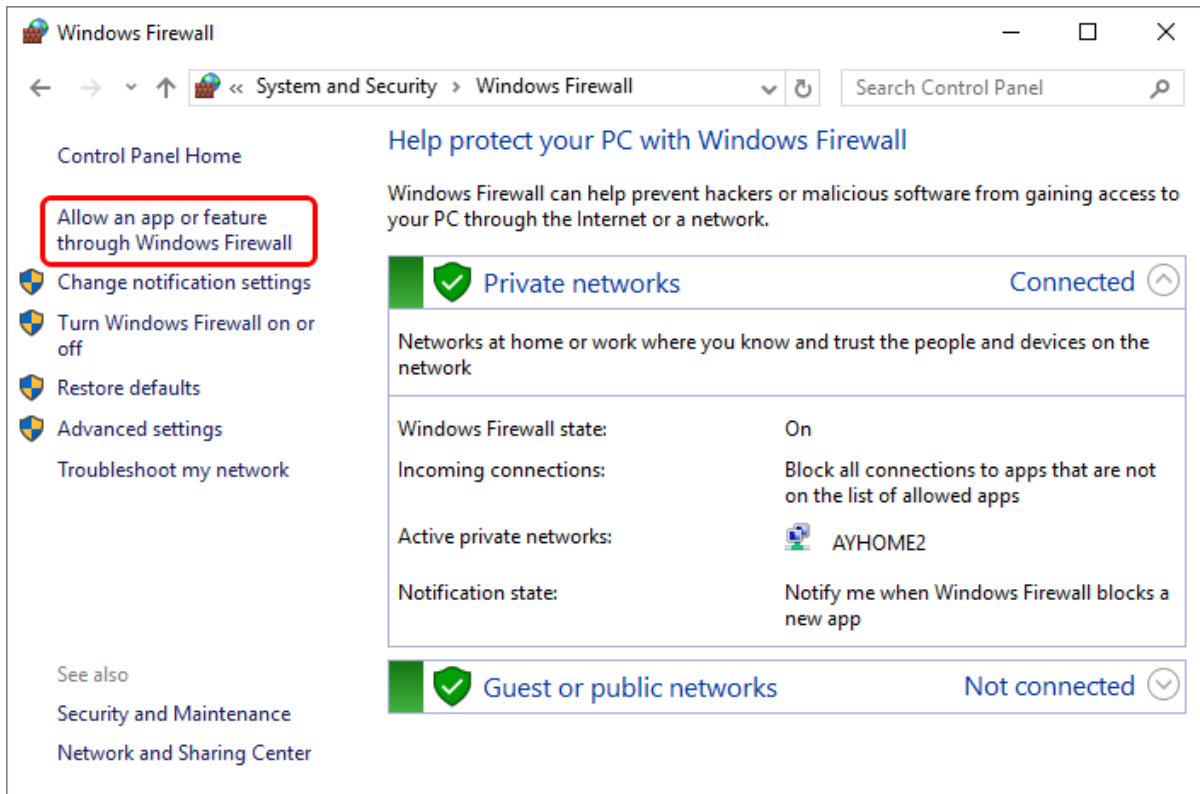 Windows Firewall
« System and Security > Windows Firewall
Search Control Panel
Control Panel Home
Allow an app or feature
through Windows Firewall
Change notification settings
Turn Windows Firewall on or
off
Restore defaults
Advanced settings
Troubleshoot my network
See also
Security and Maintenance
Network and Sharing Center
Help protect your PC with Windows Firewall
Windows Firewall can help prevent hackers or malicious software from gaining access to
your PC through the Internet or a network.
Private networks Connected
Networks at home or work where you know and trust the people and devices on the
network
Windows Firewall state: On
Incoming connections: Block all connections to apps that are not
on the list of allowed apps
Active private networks: AYHOME2
Notification state: Notify me when Windows Firewall blocks a
new app
Guest or public networks Not connected